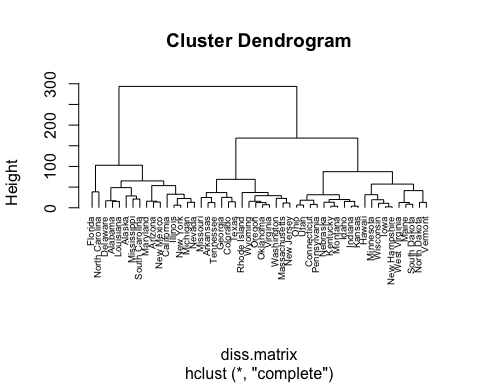 Cluster Dendrogram
Height
0
100
200
300
Florida
North Carolina
Delaware
Alabama
Louisiana
Alaska
Mississippi
South Carolina
Maryland
Arizona
New Mexico
California
Illinois
New York
Michigan
Nevada
Missouri
Arkansas
Tennessee
Georgia
Colorado
Texas
Rhode Island
Wyoming
Oregon
Oklahoma
Virginia
Washington
Massachusetts
New Jersey
Ohio
Utah
Connecticut
Pennsylvania
Nebraska
Kentucky
Montana
Idaho
Indiana
Kansas
Hawaii
Minnesota
Wisconsin
Iowa
New Hampshire
West Virginia
Maine
South Dakota
North Dakota
Vermont
diss.matrix
hclust (*, "complete")